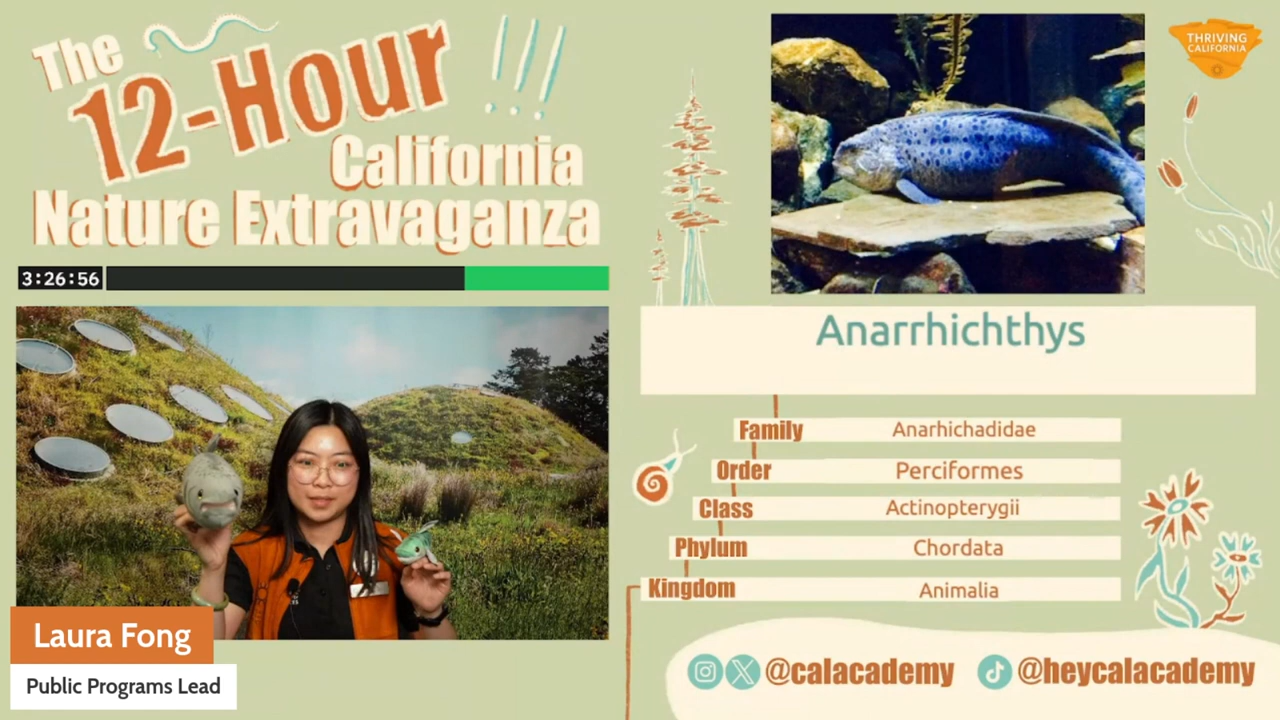 The
12-Hour
!!!
California
Nature Extravaganza
3:26:56
THRIVING
CALIFORNIA
Anarrhichthys
Family Anarhichadidae
Order Perciformes
Class Actinopterygii
Phylum Chordata
Kingdom Animalia
Laura Fong
Public Programs Lead
@calacademy @heycalacademy